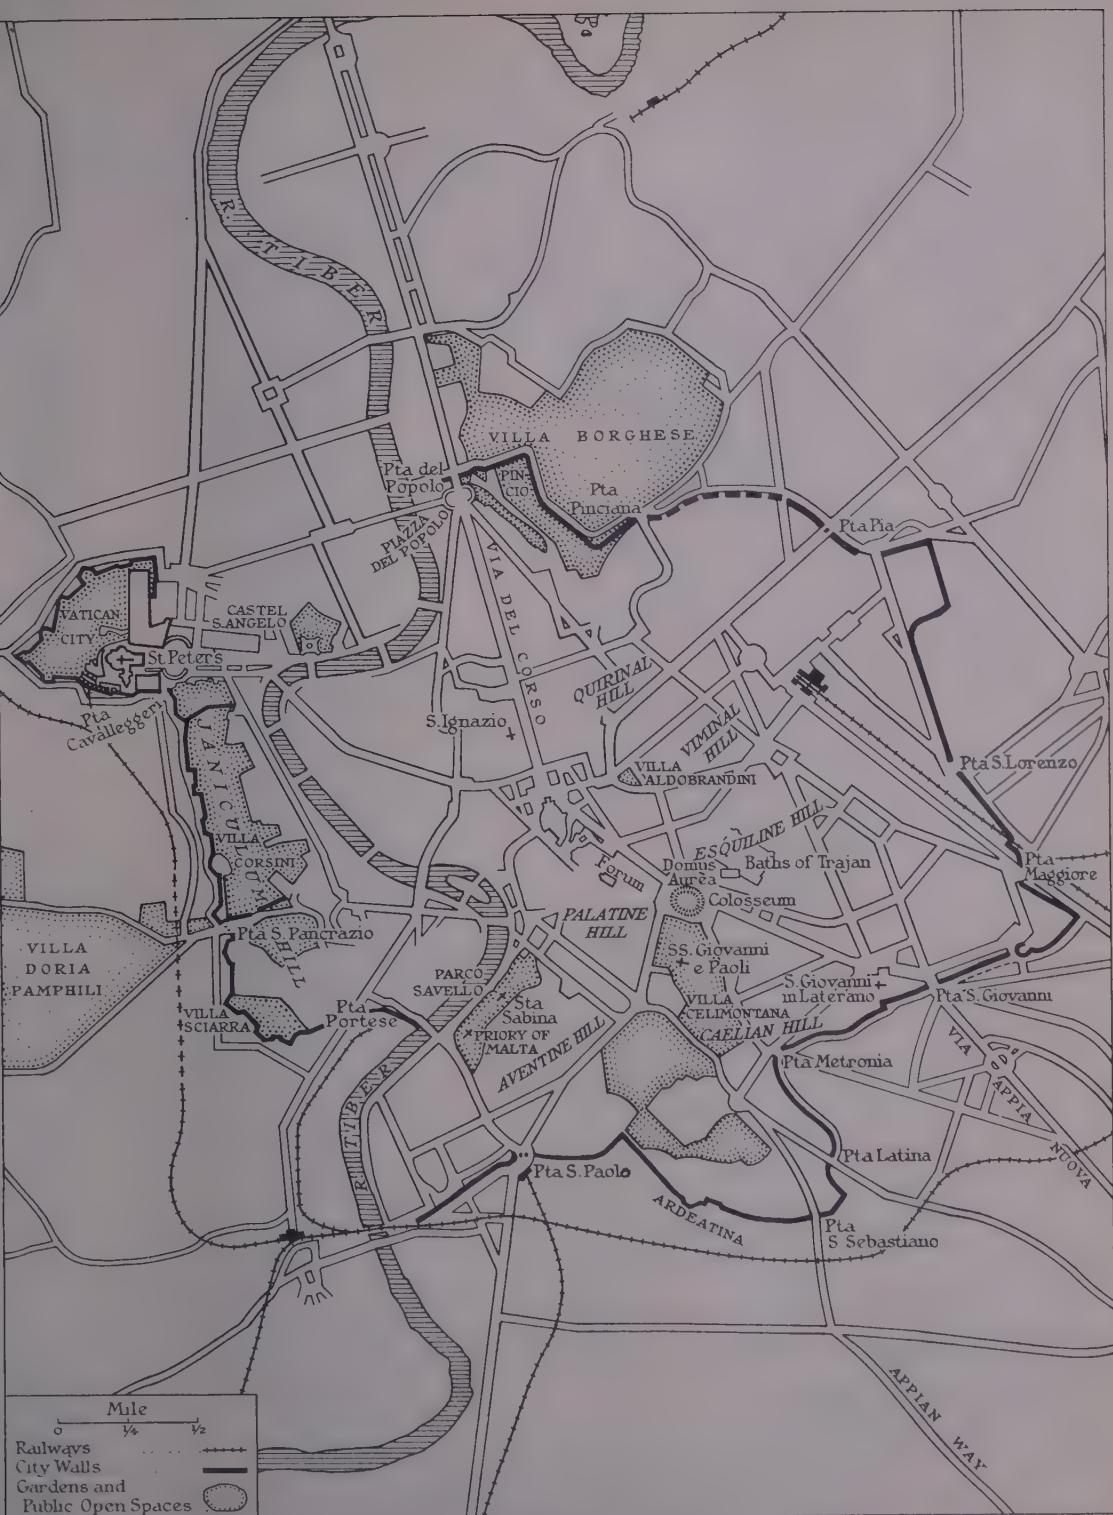 R. TIBER
VILLA BORGHESE
Pta del
Popolo
PIN-
CIO
Pta
Pinciana
Pta Pia
PIAZZA
DEL POPOLO
VIA DEL CORSO
VATICAN
CITY
CASTEL
S. ANGELO
St Peter's
Pta
Cavalleggeri
QUIRINAL
HILL
S. Ignazio
VIMINAL
HILL
VILLA
ALDOBRANDINI
Pta S. Lorenzo
JANICULUM HILL
VILLA
CORSINI
ESQUILINE HILL
Domus
Aurea
Baths of Trajan
Forum
Colosseum
Pta
Maggiore
PALATINE
HILL
Pta S. Pancrazio
VILLA
DORIA
PAMPHILI
SS. Giovanni
e Paoli
PARCO
SAVELLO
S. Giovanni
in Laterano
Pta S. Giovanni
VILLA
SCIARRA
Pta
Portese
Sta
Sabina
PRIORY OF
MALTA
VILLA
CELIMONTANA
CAELIAN HILL
AVENTINE HILL
Pta Metronia
VIA APPIA NUOVA
R. TIBER
Pta S. Paolo
Pta Latina
ARDEATINA
Pta
S Sebastiano
APPIAN WAY
Mile
0 ¼ ½
Railways
City Walls
Gardens and
Public Open Spaces